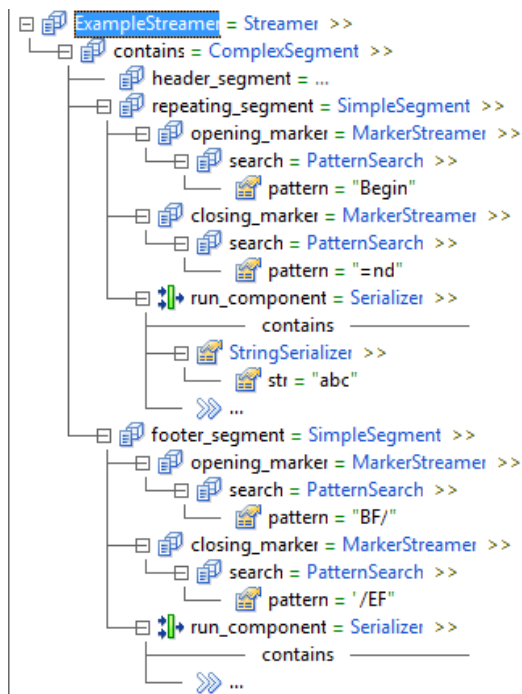 ExampleStreamer = Streamer >>
contains = ComplexSegment >>
header_segment = ...
repeating_segment = SimpleSegment >>
opening_marker = MarkerStreamer >>
search = PatternSearch >>
pattern = "Begin"
closing_marker = MarkerStreamer >>
search = PatternSearch >>
pattern = "=nd"
run_component = Serializer >>
contains
StringSerializer >>
str = "abc"
...
footer_segment = SimpleSegment >>
opening_marker = MarkerStreamer >>
search = PatternSearch >>
pattern = "BF/"
closing_marker = MarkerStreamer >>
search = PatternSearch >>
pattern = '/EF"
run_component = Serializer >>
contains
...